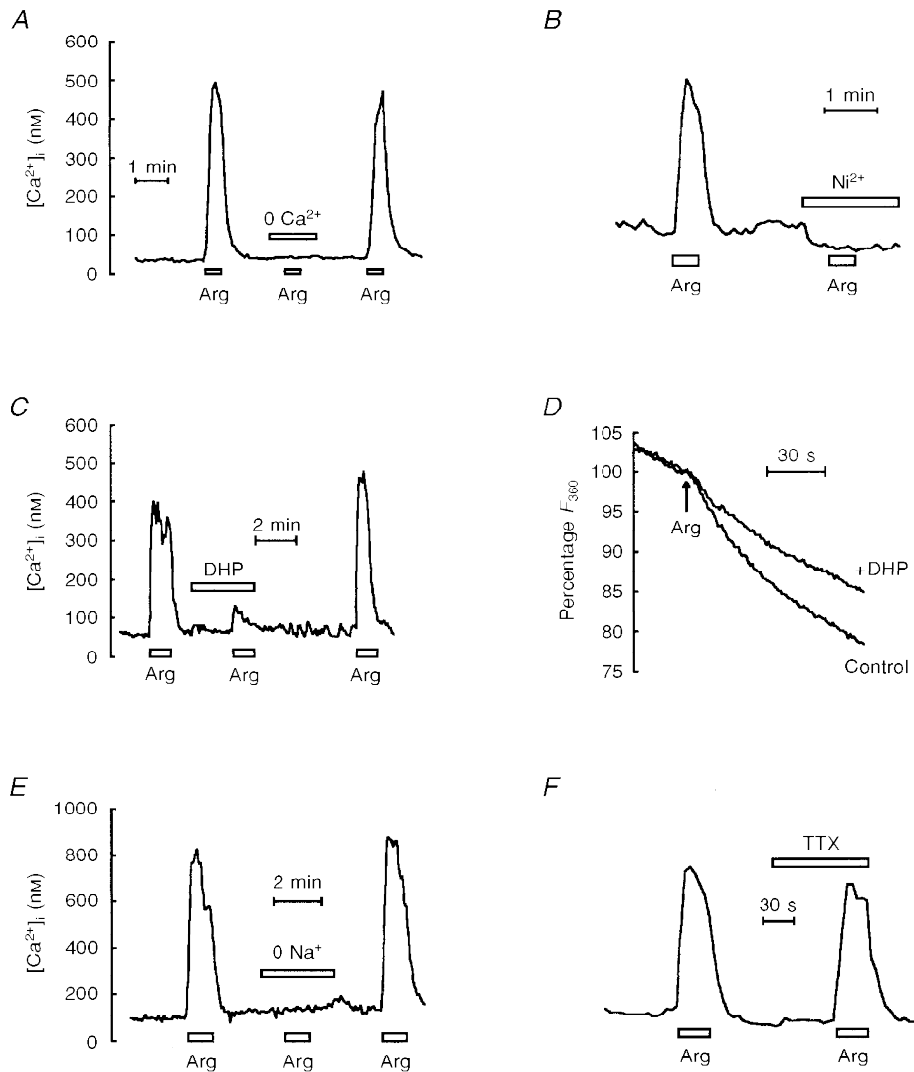 A
600
500
400
300
200
100
0
[Ca²⁺]ᵢ (nM)
1 min
0 Ca²⁺
Arg
Arg
Arg
B
1 min
Ni²⁺
Arg
Arg
C
600
500
400
300
200
100
0
[Ca²⁺]ᵢ (nM)
2 min
DHP
Arg
Arg
Arg
D
105
100
95
90
85
80
75
Percentage F₃₆₀
30 s
Arg
+DHP
Control
E
1000
800
600
400
200
0
[Ca²⁺]ᵢ (nM)
2 min
0 Na⁺
Arg
Arg
Arg
F
TTX
30 s
Arg
Arg